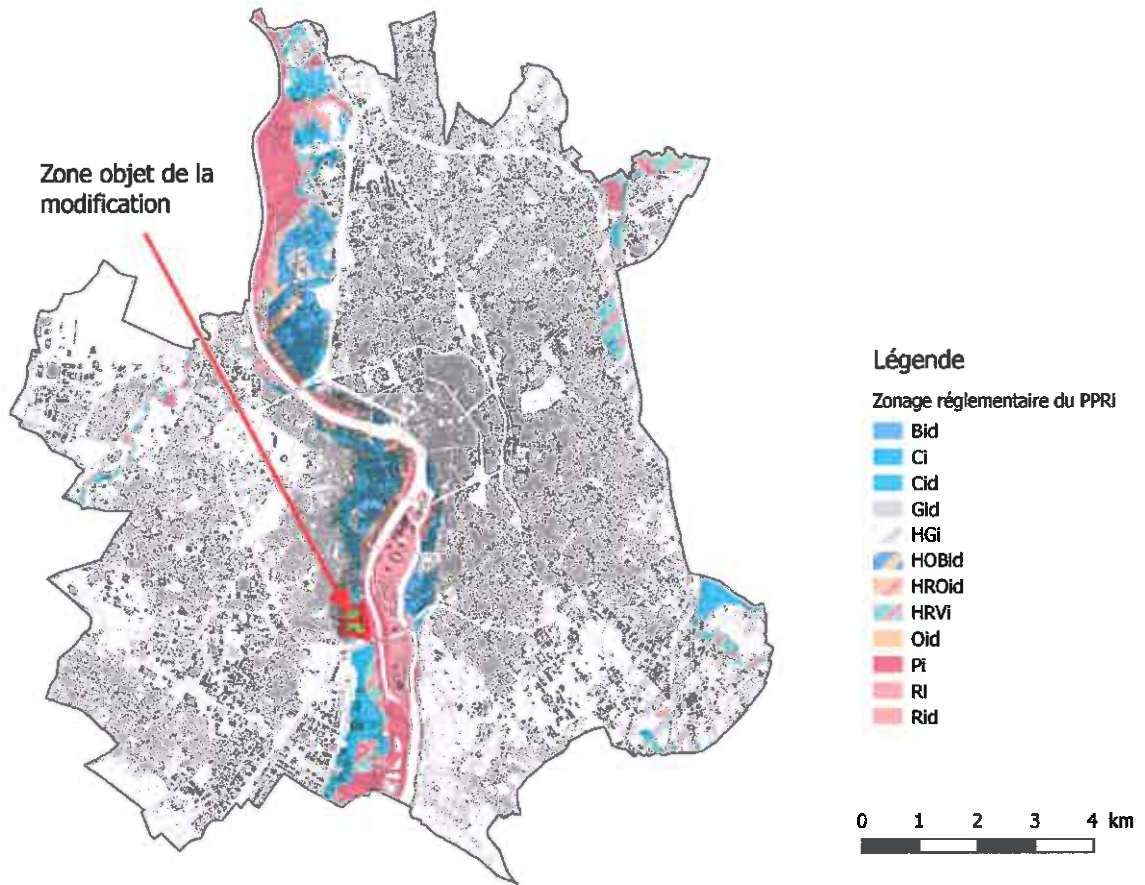 Zone objet de la
modification
Légende
Zonage réglementaire du PPRi
Bid
Ci
Cid
Gid
HGi
HOBid
HROid
HRVi
Oid
Pi
Ri
Rid
0 1 2 3 4 km